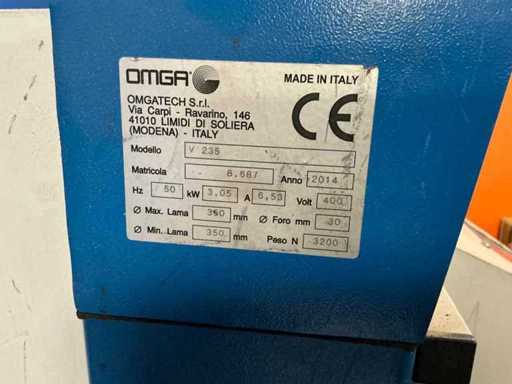 OMGA
MADE IN ITALY
OMGATECH S.r.l.
Via Carpi - Ravarino, 146
41010 LIMIDI DI SOLIERA
(MODENA) - ITALY
CE
Modello V 235
Matricola - 8.687 Anno 2014
Hz 50 kW 3,05 A 6,53 Volt 400
Ø Max. Lama 350 mm Ø Foro mm 30
Ø Min. Lama 350 mm Peso N 3200